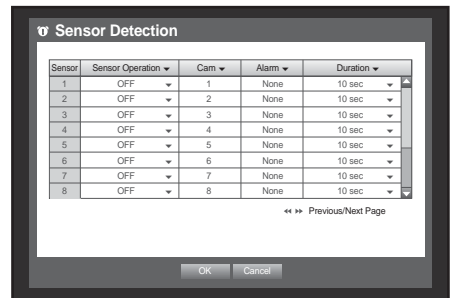 Sensor Detection
Sensor Sensor Operation Cam Alarm Duration
1 OFF 1 None 10 sec
2 OFF 2 None 10 sec
3 OFF 3 None 10 sec
4 OFF 4 None 10 sec
5 OFF 5 None 10 sec
6 OFF 6 None 10 sec
7 OFF 7 None 10 sec
8 OFF 8 None 10 sec
Previous/Next Page
OK Cancel